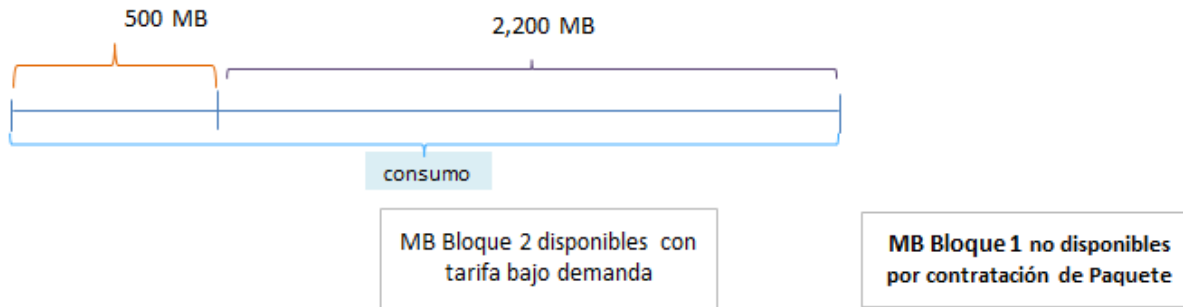 500 MB
2,200 MB
consumo
MB Bloque 2 disponibles con
tarifa bajo demanda
MB Bloque 1 no disponibles
por contratación de Paquete